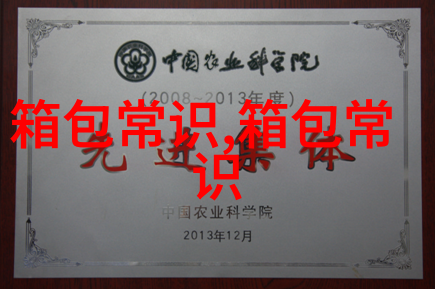 中国农业科学院
(2008~2013年度)
箱包常识,箱包常
识
先进集体
中国农业科学院
2013年12月